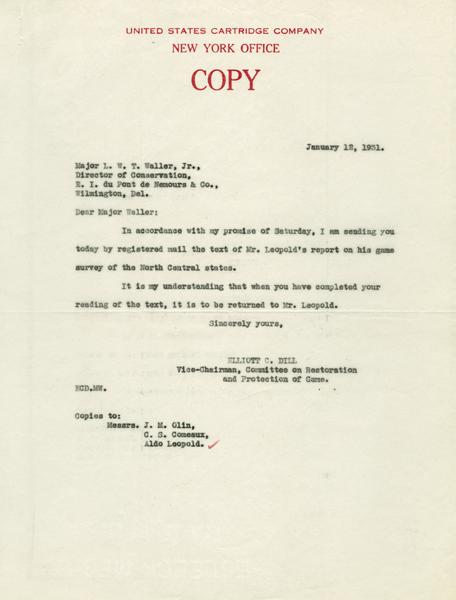 UNITED STATES CARTRIDGE COMPANY
NEW YORK OFFICE
COPY
January 12, 1931.
Major L. W. T. Waller, Jr.,
Director of Conservation,
E. I. du Pont de Nemours & Co.,
Wilmington, Del.
Dear Major Waller:
In accordance with my promise of Saturday, I am sending you
today by registered mail the text of Mr. Leopold's report on his game
survey of the North Central states.
It is my understanding that when you have completed your
reading of the text, it is to be returned to Mr. Leopold.
Sincerely yours,
ELLIOTT C. DILL
Vice-Chairman, Committee on Restoration
and Protection of Game.
ECD.MW.
Copies to:
Messrs. J. M. Olin,
C. S. Comeaux,
Aldo Leopold.